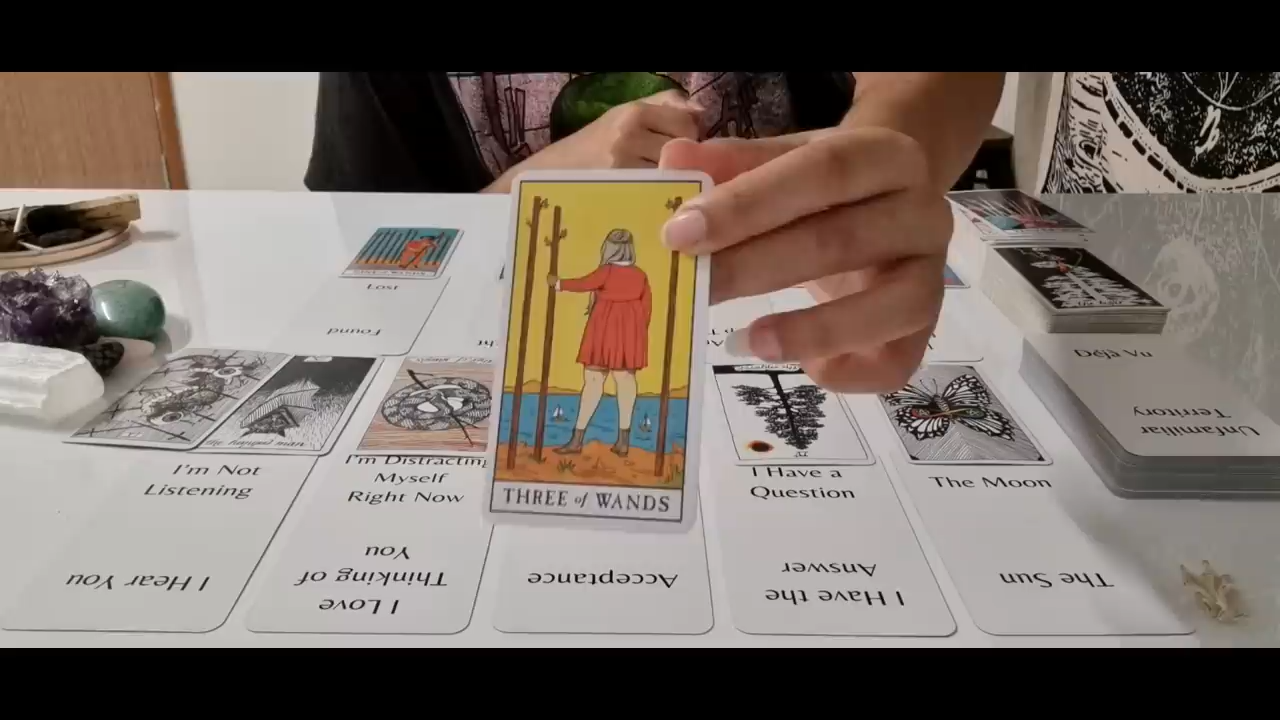 Lost
Found
Déjà Vu
Unfamiliar
Territory
the hanged man
I'm Not
Listening
I Hear You
I'm Distracting
Myself
Right Now
I Love
Thinking of
You
THREE of WANDS
Acceptance
I Have a
Question
I Have the
Answer
The Moon
The Sun